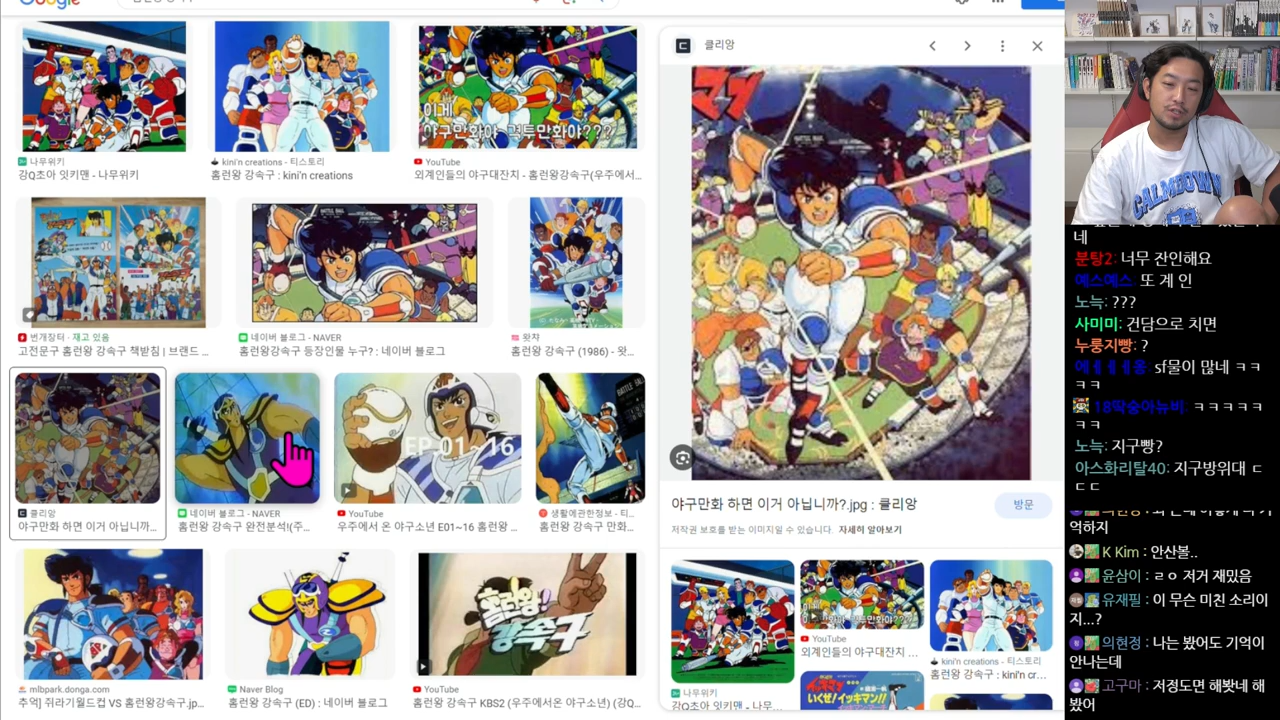 Google
나무위키
강Q초아 잇키맨 - 나무위키
kini'n creations - 티스토리
홈런왕 강속구 : kini'n creations
이게
야구만화야 격투만화야???
YouTube
외계인들의 야구대잔치 - 홈런왕강속구(우주에서...
번개장터 · 재고 있음
고전문구 홈런왕 강속구 책받침 | 브랜드 ...
네이버 블로그 - NAVER
홈런왕강속구 등장인물 누구? : 네이버 블로그
왓챠
홈런왕 강속구 (1986) - 왓...
클리앙
야구만화 하면 이거 아닙니까?...
네이버 블로그 - NAVER
홈런왕 강속구 완전분석!(주...
EP.01~16
YouTube
우주에서 온 야구소년 E01~16 홈런왕 ...
BATTLE BALL
생활에관한정보 - 티...
홈런왕 강속구 만화...
mlbpark.donga.com
추억] 쥐라기월드컵 VS 홈런왕강속구.jp...
Naver Blog
홈런왕 강속구 (ED) : 네이버 블로그
홈런왕!
강속구
YouTube
홈런왕 강속구 KBS2 (우주에서온 야구소년) (강Q...
클리앙
야구만화 하면 이거 아닙니까?.jpg : 클리앙
방문
저작권 보호를 받는 이미지일 수 있습니다. 자세히 알아보기
나무위키
강Q초아 잇키맨 - 나무...
YouTube
외계인들의 야구대잔치 ...
kini'n creations - 티스토리
홈런왕 강속구 : kini'n cr...
CALMDOWN
네
분탕2: 너무 잔인해요
예스예스: 또 게 인
노늑: ???
사미미: 건담으로 치면
누룽지빵: ?
에ㅔㅔㅔ홍: sf물이 많네 ㅋㅋ
ㅋㅋ
18딱숭아뉴비: ㅋㅋㅋㅋㅋ
ㅋㅋ
노늑: 지구빵?
아스화리탈40: 지구방위대 ㄷ
ㄷㄷ
억하지
K Kim : 안산볼..
윤삼이 : ㄹㅇ 저거 재밌음
유재필 : 이 무슨 미친 소리이
지...?
의현정 : 나는 봤어도 기억이
안나는데
고구마 : 저정도면 해봣네 해
봤어